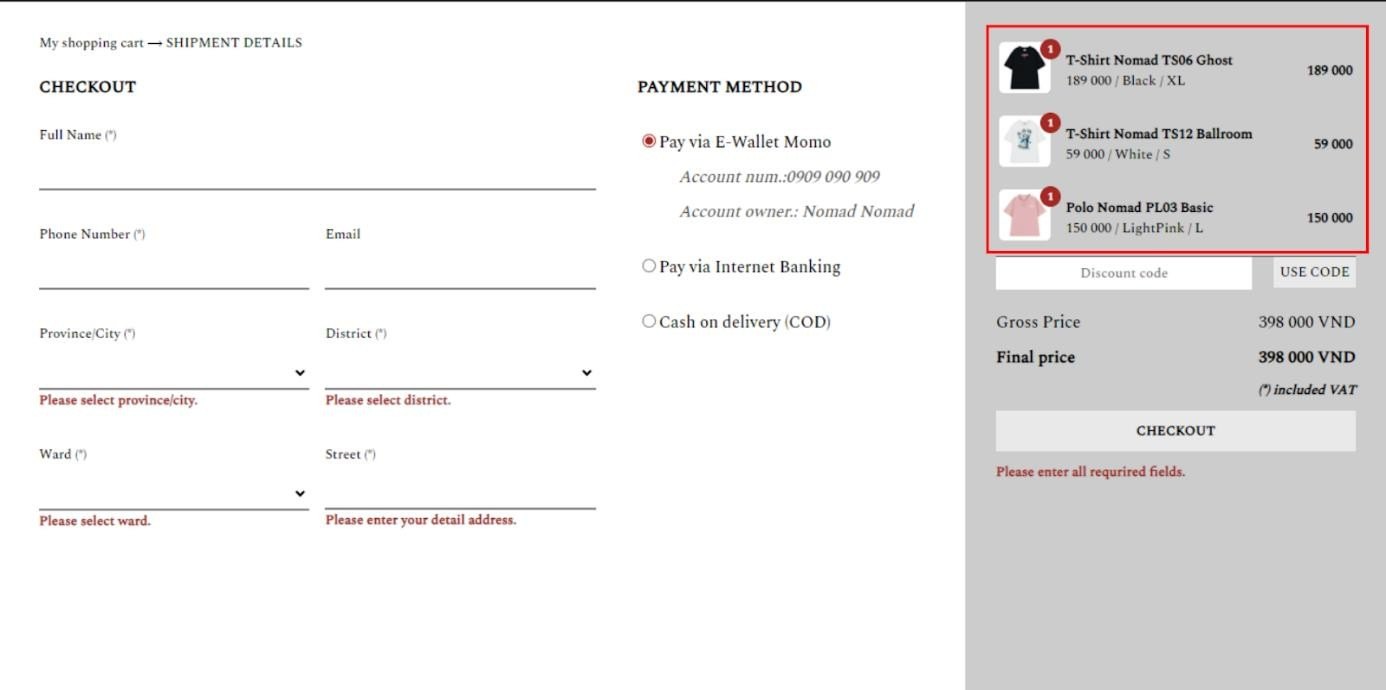 My shopping cart → SHIPMENT DETAILS
CHECKOUT
Full Name (*)
Phone Number (*)
Email
Province/City (*)
District (*)
Please select province/city.
Please select district.
Ward (*)
Street (*)
Please select ward.
Please enter your detail address.
PAYMENT METHOD
Pay via E-Wallet Momo
Account num.:0909 090 909
Account owner.: Nomad Nomad
Pay via Internet Banking
Cash on delivery (COD)
1
T-Shirt Nomad TS06 Ghost
189 000 / Black / XL
189 000
1
T-Shirt Nomad TS12 Ballroom
59 000 / White / S
59 000
1
Polo Nomad PL03 Basic
150 000 / LightPink / L
150 000
Discount code
USE CODE
Gross Price 398 000 VND
Final price 398 000 VND
(*) included VAT
CHECKOUT
Please enter all requrired fields.